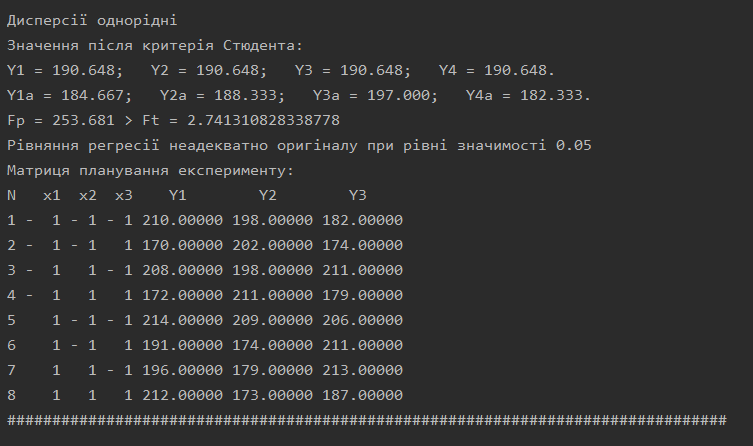 Дисперсії однорідні
Значення після критерія Стюдента:
Y1 = 190.648;   Y2 = 190.648;   Y3 = 190.648;   Y4 = 190.648.
Y1a = 184.667;   Y2a = 188.333;   Y3a = 197.000;   Y4a = 182.333.
Fp = 253.681 > Ft = 2.741310828338778
Рівняння регресії неадекватно оригіналу при рівні значимості 0.05
Матриця планування експерименту:
N   x1  x2  x3    Y1      Y2        Y3
1 -  1 - 1 - 1 210.00000 198.00000 182.00000
2 -  1 - 1   1 170.00000 202.00000 174.00000
3 -  1   1 - 1 208.00000 198.00000 211.00000
4 -  1   1   1 172.00000 211.00000 179.00000
5    1 - 1 - 1 214.00000 209.00000 206.00000
6    1 - 1   1 191.00000 174.00000 211.00000
7    1   1 - 1 196.00000 179.00000 213.00000
8    1   1   1 212.00000 173.00000 187.00000
################################################################################